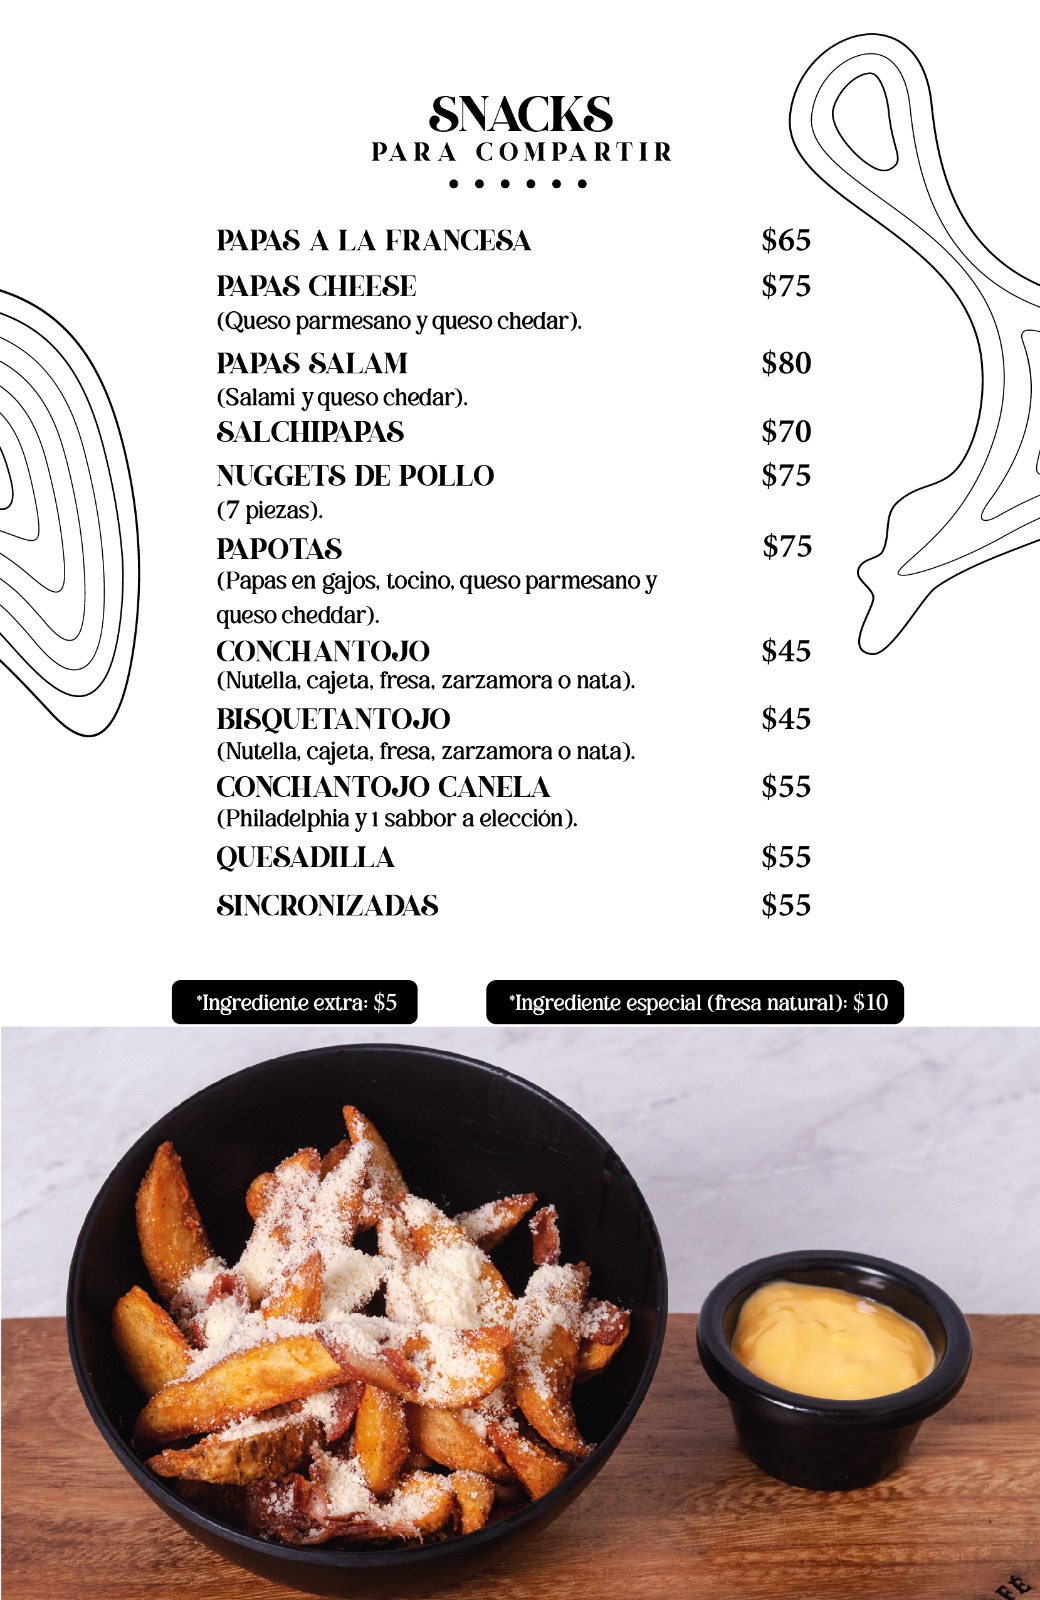 SNACKS
PARA COMPARTIR
PAPAS A LA FRANCESA $65
PAPAS CHEESE $75
(Queso parmesano y queso chedar).
PAPAS SALAM $80
(Salami y queso chedar).
SALCHIPAPAS $70
NUGGETS DE POLLO $75
(7 piezas).
PAPOTAS $75
(Papas en gajos, tocino, queso parmesano y
queso cheddar).
CONCHANTOJO $45
(Nutella, cajeta, fresa, zarzamora o nata).
BISQUETANTOJO $45
(Nutella, cajeta, fresa, zarzamora o nata).
CONCHANTOJO CANELA $55
(Philadelphia y 1 sabbor a elección).
QUESADILLA $55
SINCRONIZADAS $55
*Ingrediente extra: $5 *Ingrediente especial (fresa natural): $10